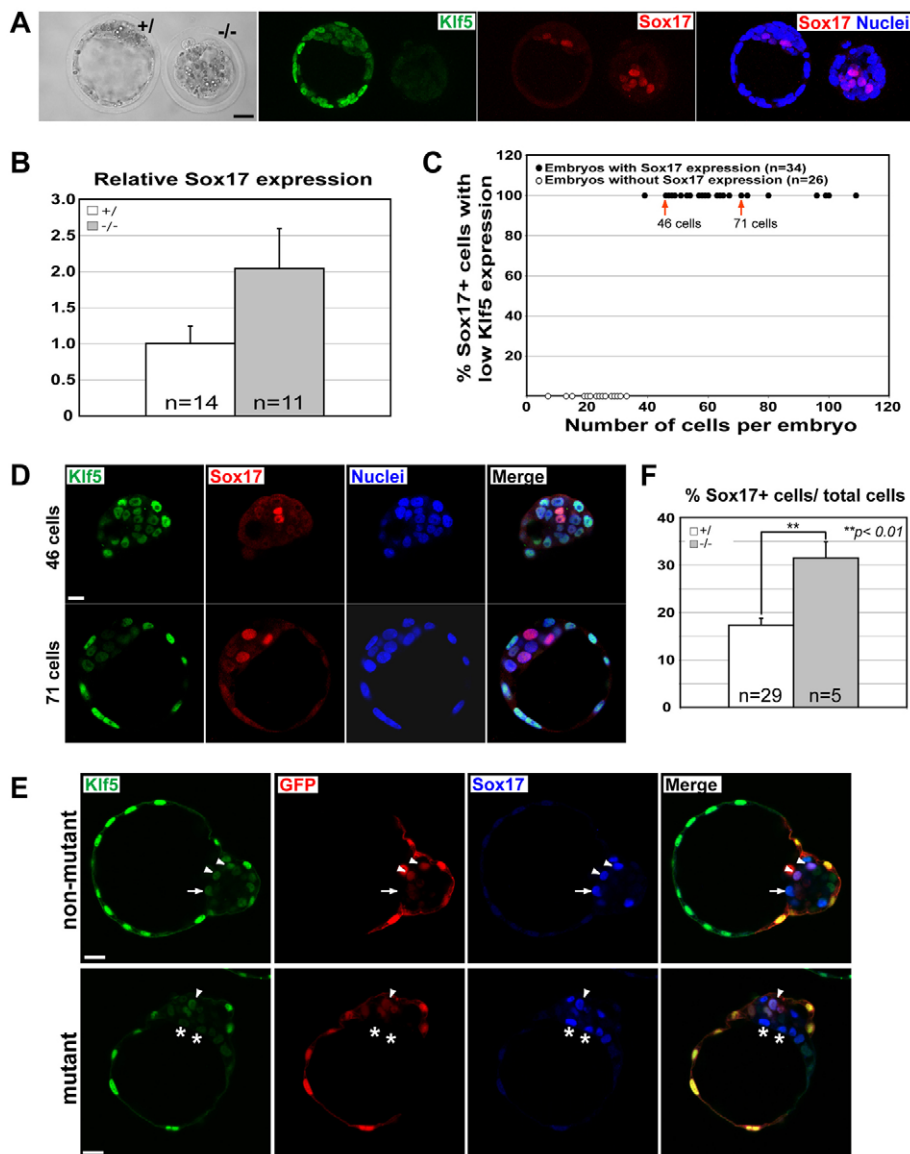 A
+/
-/-
Klf5
Sox17
Sox17 Nuclei
B
Relative Sox17 expression
+/
-/-
3.0
2.5
2.0
1.5
1.0
0.5
0
n=14
n=11
C
% Sox17+ cells with
low Klf5 expression
120
100
80
60
40
20
Embryos with Sox17 expression (n=34)
Embryos without Sox17 expression (n=26)
46 cells
71 cells
0
20
40
60
80
100
120
Number of cells per embryo
D
Klf5
Sox17
Nuclei
Merge
46 cells
71 cells
F
% Sox17+ cells/ total cells
+/
-/-
**
**p< 0.01
40
30
20
10
0
n=29
n=5
E
Klf5
GFP
Sox17
Merge
non-mutant
mutant
* *
* *
* *
* *